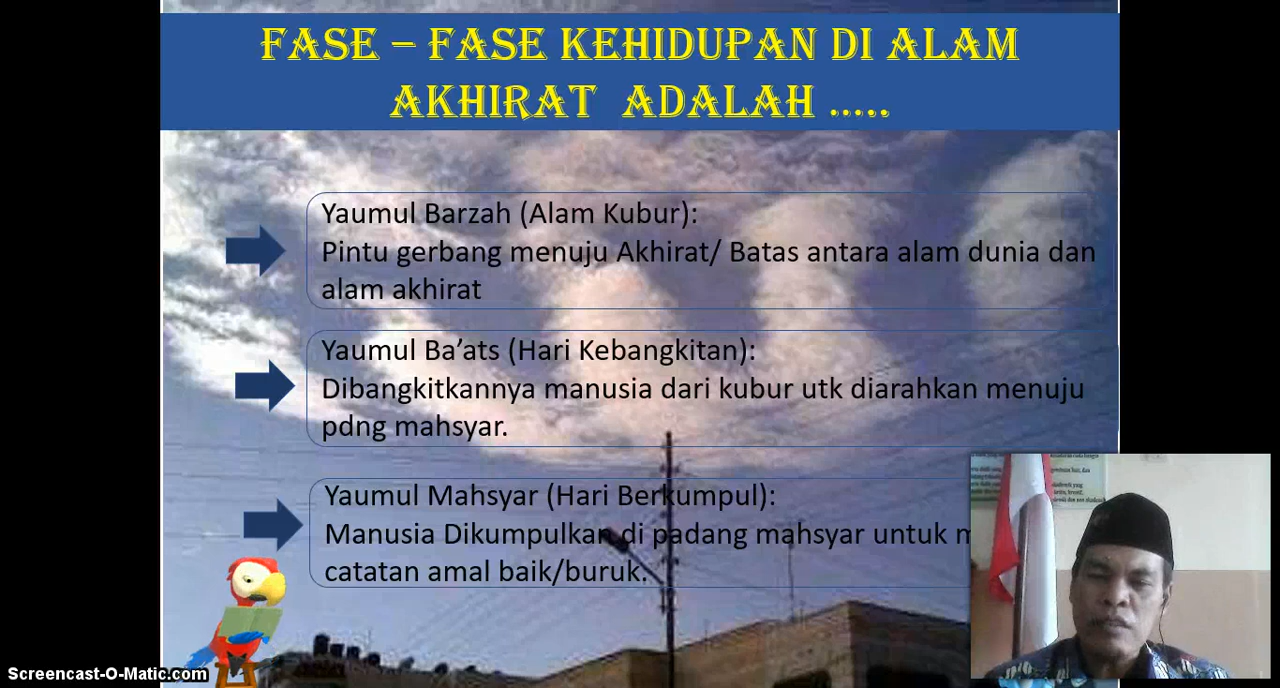 FASE – FASE KEHIDUPAN DI ALAM
AKHIRAT ADALAH .....
Yaumul Barzah (Alam Kubur):
Pintu gerbang menuju Akhirat/ Batas antara alam dunia dan
alam akhirat
Yaumul Ba’ats (Hari Kebangkitan):
Dibangkitkannya manusia dari kubur utk diarahkan menuju
pdng mahsyar.
Yaumul Mahsyar (Hari Berkumpul):
Manusia Dikumpulkan di padang mahsyar untuk m
catatan amal baik/buruk.
Screencast-O-Matic.com